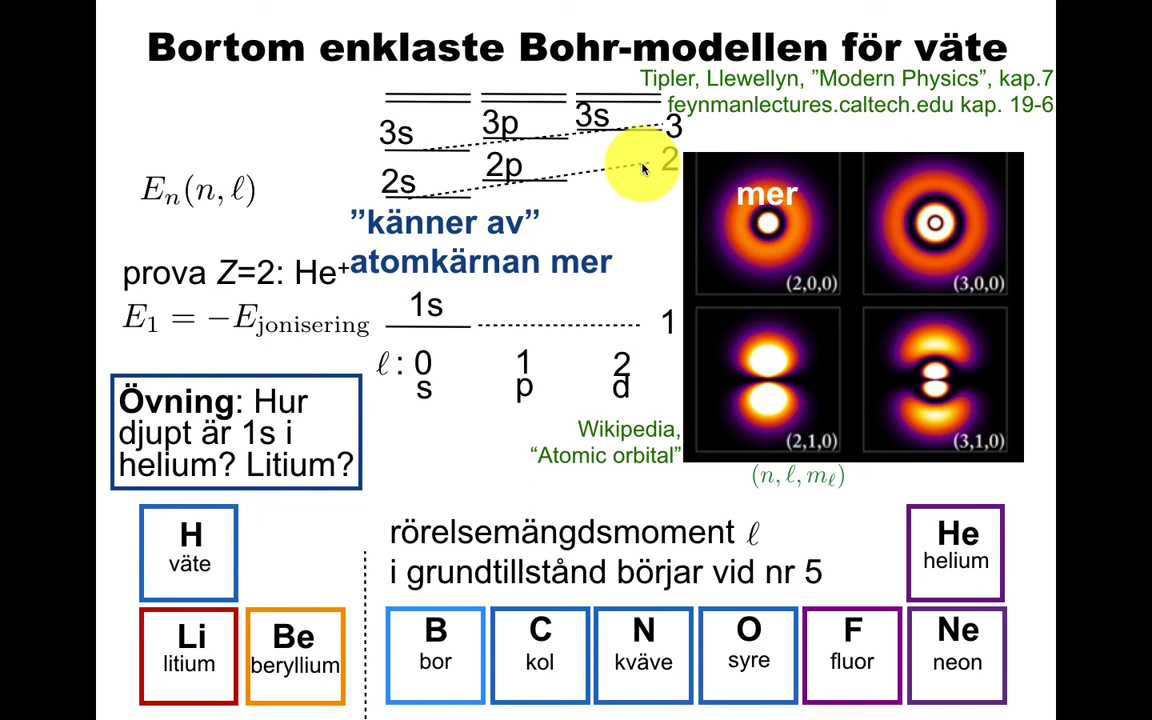 Bortom enklaste Bohr-modellen för väte
Tipler, Llewellyn, ”Modern Physics”, kap.7
feynmanlectures.caltech.edu kap. 19-6
3s 3p 3s 3
2s 2p 2
Eₙ(n, ℓ)
mer
”känner av”
atomkärnan mer
prova Z=2: He⁺
E₁ = −E_jonisering
1s 1
ℓ : 0 1 2
s p d
(2,0,0) (3,0,0)
(2,1,0) (3,1,0)
Övning: Hur
djupt är 1s i
helium? Litium?
Wikipedia,
“Atomic orbital”
(n, ℓ, m_ℓ)
rörelsemängdsmoment ℓ
i grundtillstånd börjar vid nr 5
H He
väte helium
Li Be B C N O F Ne
litium beryllium bor kol kväve syre fluor neon